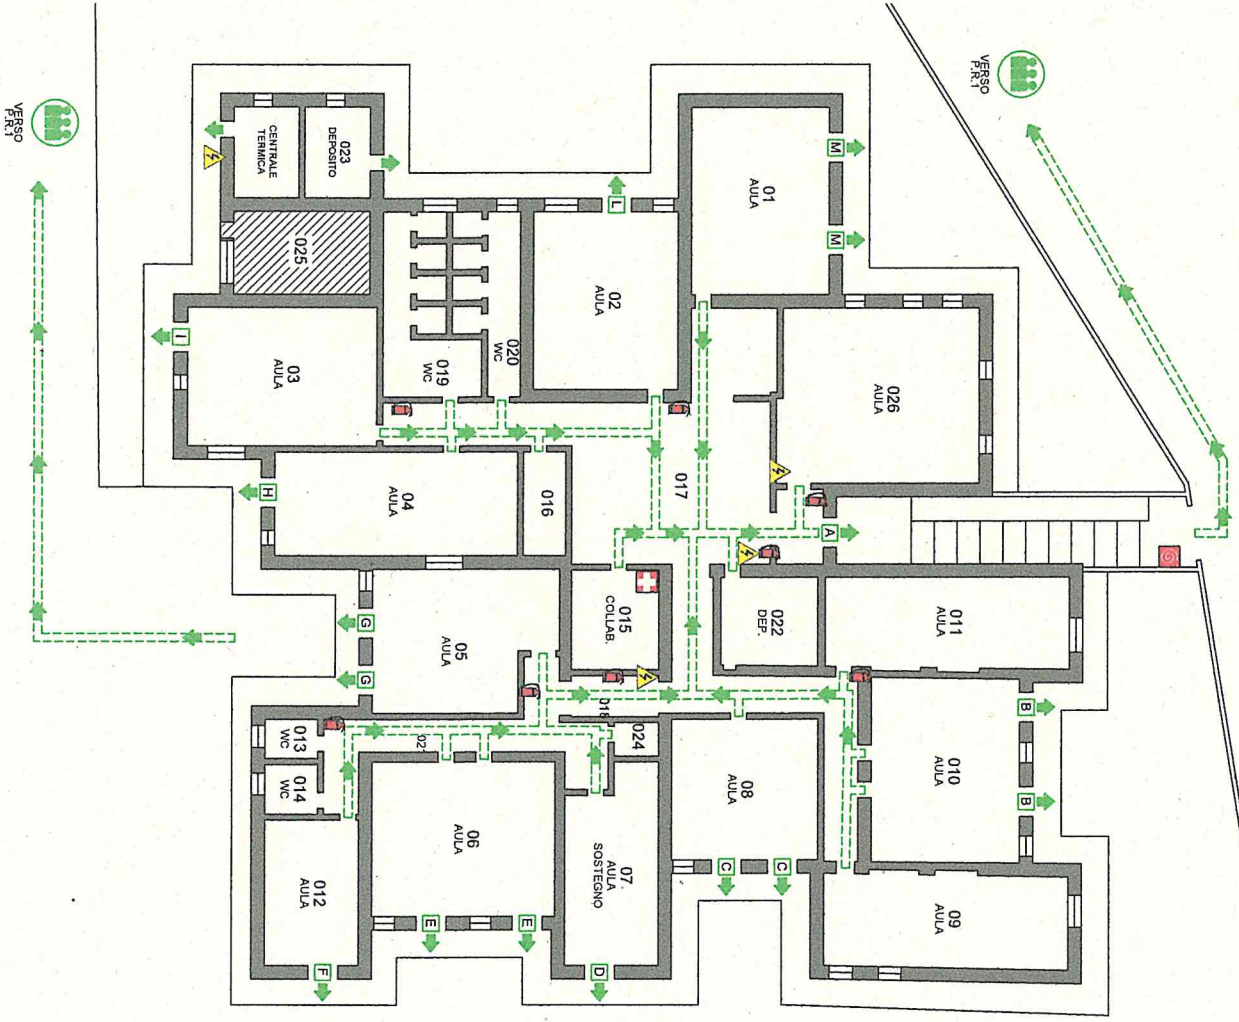 VERSO
P.R.1
VERSO
P.R.1
CENTRALE
TERMICA
023
DEPOSITO
01
AULA
M
M
L
025
02
AULA
I
03
AULA
019
WC
020
WC
026
AULA
H
04
AULA
016
017
A
G
G
05
AULA
015
COLLAB.
022
DEP.
011
AULA
018
013
WC
014
WC
02
024
08
AULA
010
AULA
B
B
012
AULA
06
AULA
07
AULA
SOSTEGNO
C
C
09
AULA
F
E
E
D